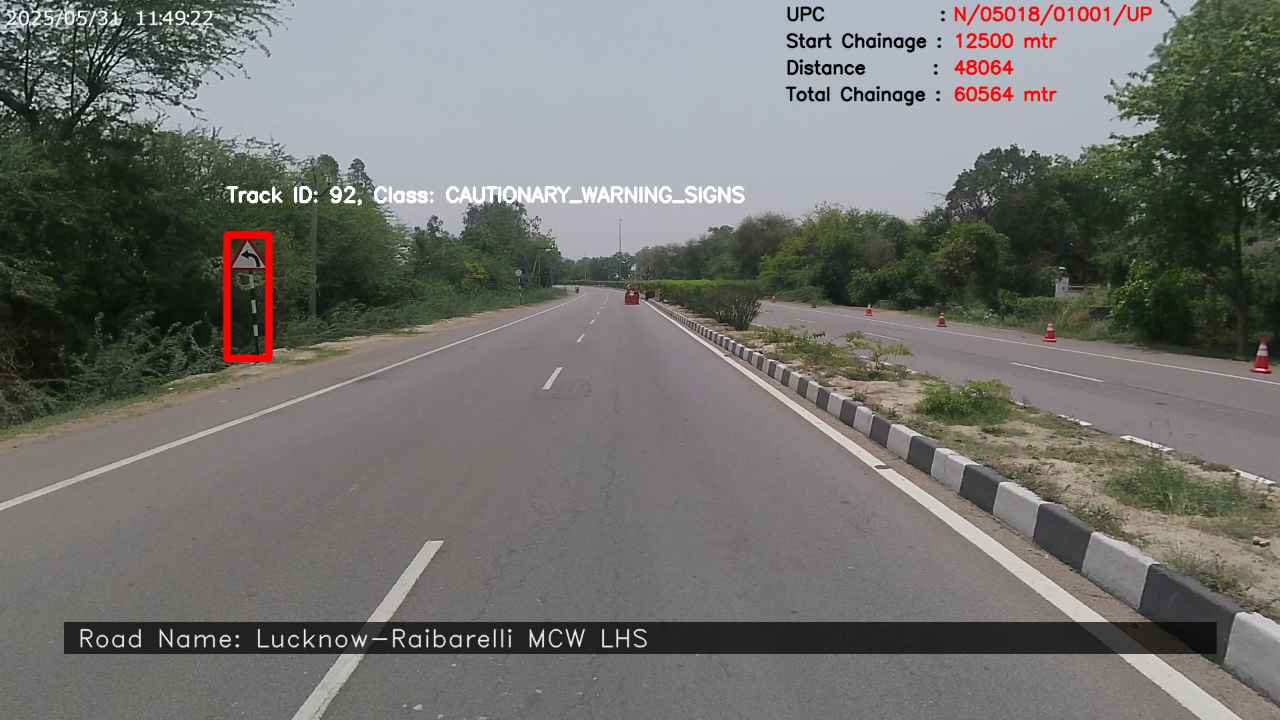 2025/05/31 11:49:22
UPC : N/05018/01001/UP
Start Chainage : 12500 mtr
Distance : 48064
Total Chainage : 60564 mtr
Track ID: 92, Class: CAUTIONARY_WARNING_SIGNS
Road Name: Lucknow-Raibarelli MCW LHS